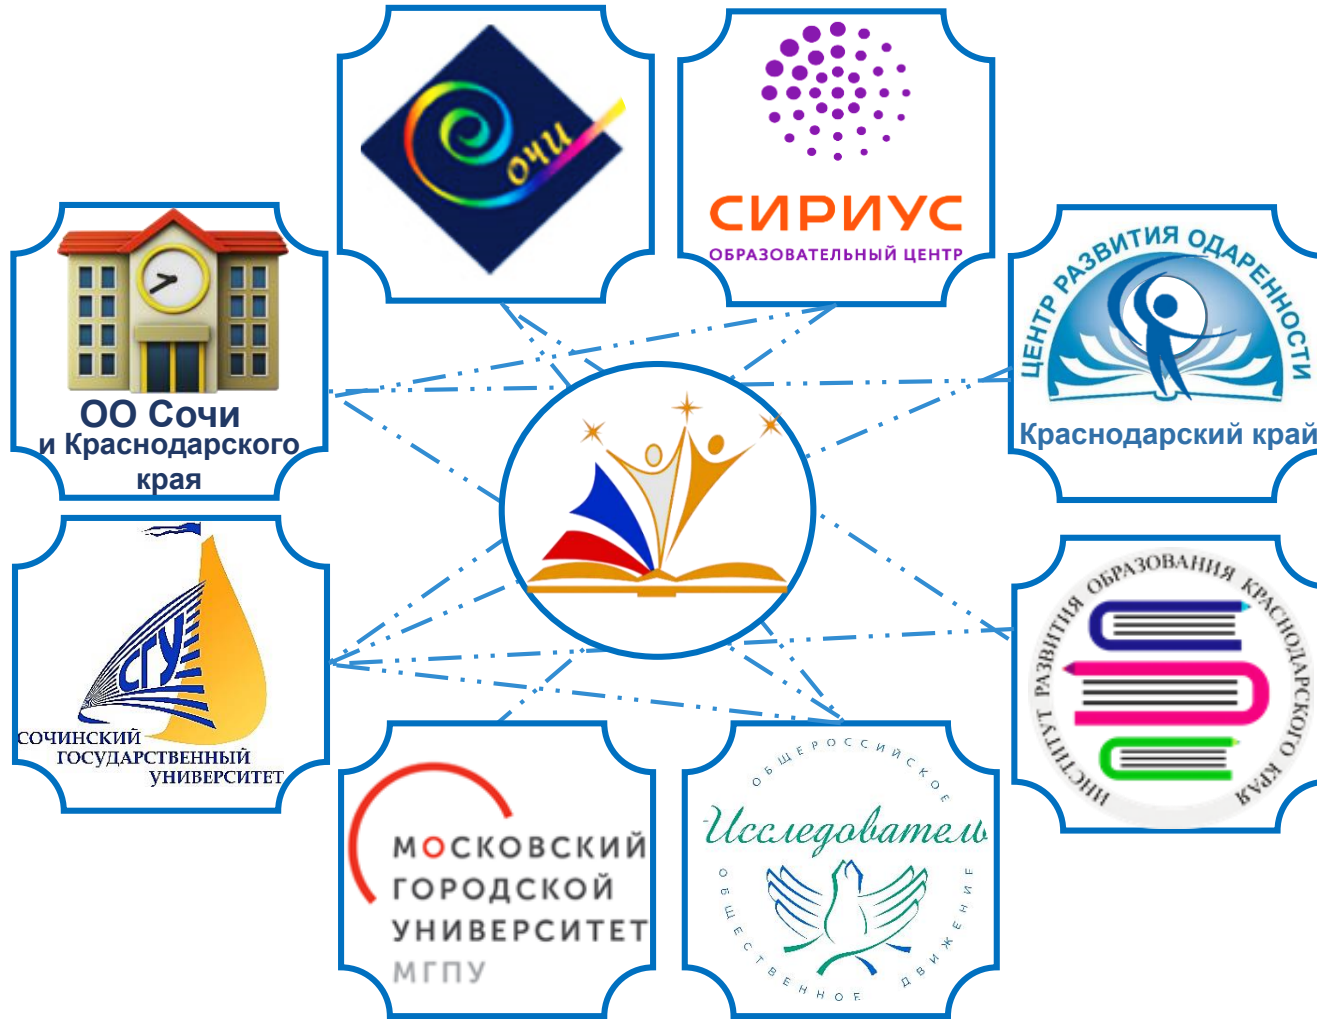 Сочи
СИРИУС
ОБРАЗОВАТЕЛЬНЫЙ ЦЕНТР
ОО Сочи
и Краснодарского
края
ЦЕНТР РАЗВИТИЯ ОДАРЕННОСТИ
Краснодарский край
СГУ
СОЧИНСКИЙ
ГОСУДАРСТВЕННЫЙ
УНИВЕРСИТЕТ
ИНСТИТУТ РАЗВИТИЯ ОБРАЗОВАНИЯ КРАСНОДАРСКОГО КРАЯ
МОСКОВСКИЙ
ГОРОДСКОЙ
УНИВЕРСИТЕТ
МГПУ
ОБЩЕРОССИЙСКОЕ
Исследователь
ОБЩЕСТВЕННОЕ ДВИЖЕНИЕ